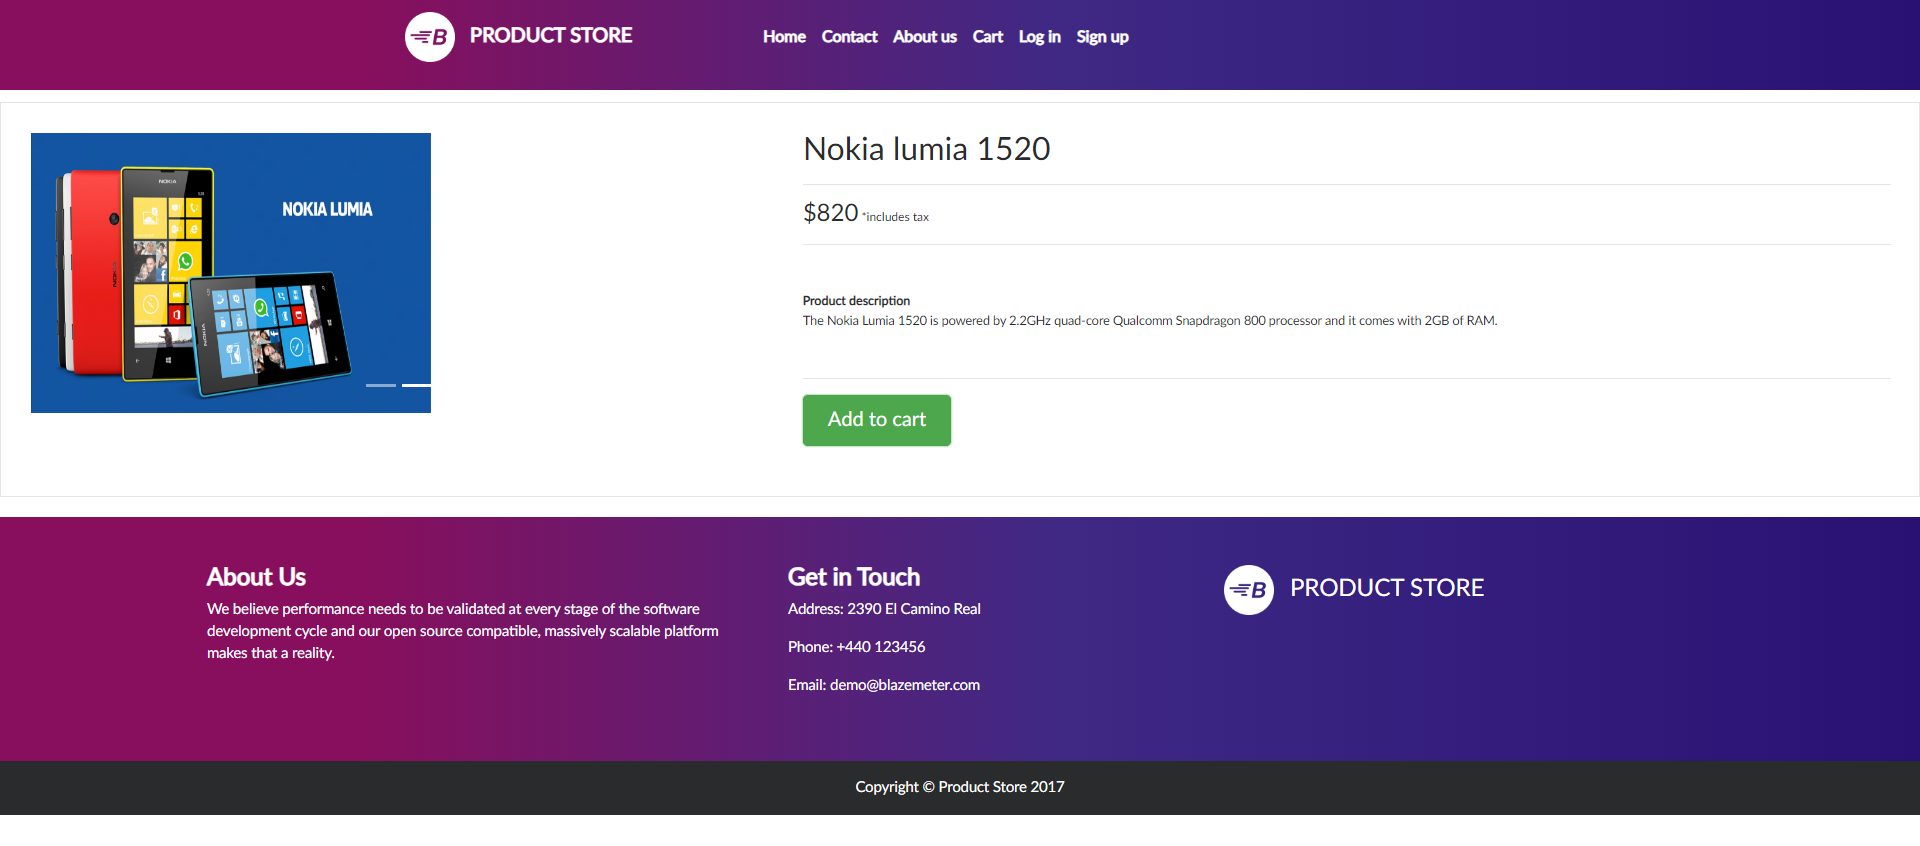 B PRODUCT STORE
Home Contact About us Cart Log in Sign up
NOKIA LUMIA
NOKIA
NOKIA
NOKIA
Nokia lumia 1520
$820 *includes tax
Product description
The Nokia Lumia 1520 is powered by 2.2GHz quad-core Qualcomm Snapdragon 800 processor and it comes with 2GB of RAM.
Add to cart
About Us
We believe performance needs to be validated at every stage of the software
development cycle and our open source compatible, massively scalable platform
makes that a reality.
Get in Touch
Address: 2390 El Camino Real
Phone: +440 123456
Email: demo@blazemeter.com
B PRODUCT STORE
Copyright © Product Store 2017